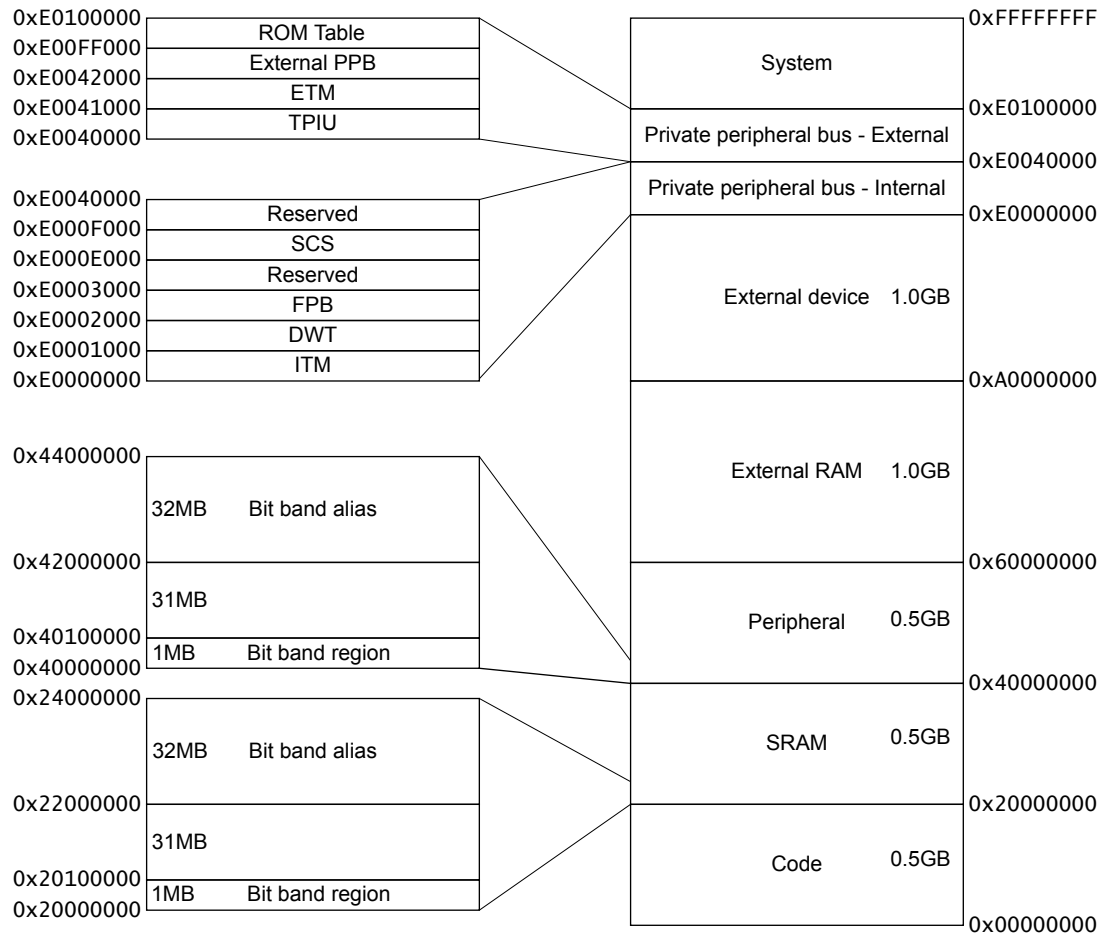 0xE0100000
ROM Table
0xE00FF000
External PPB
0xE0042000
ETM
0xE0041000
TPIU
0xE0040000
0xE0040000
Reserved
0xE000F000
SCS
0xE000E000
Reserved
0xE0003000
FPB
0xE0002000
DWT
0xE0001000
ITM
0xE0000000
0x44000000
32MB Bit band alias
0x42000000
31MB
0x40100000
1MB Bit band region
0x40000000
0x24000000
32MB Bit band alias
0x22000000
31MB
0x20100000
1MB Bit band region
0x20000000
0xFFFFFFFF
System
0xE0100000
Private peripheral bus - External
0xE0040000
Private peripheral bus - Internal
0xE0000000
External device 1.0GB
0xA0000000
External RAM 1.0GB
0x60000000
Peripheral 0.5GB
0x40000000
SRAM 0.5GB
0x20000000
Code 0.5GB
0x00000000